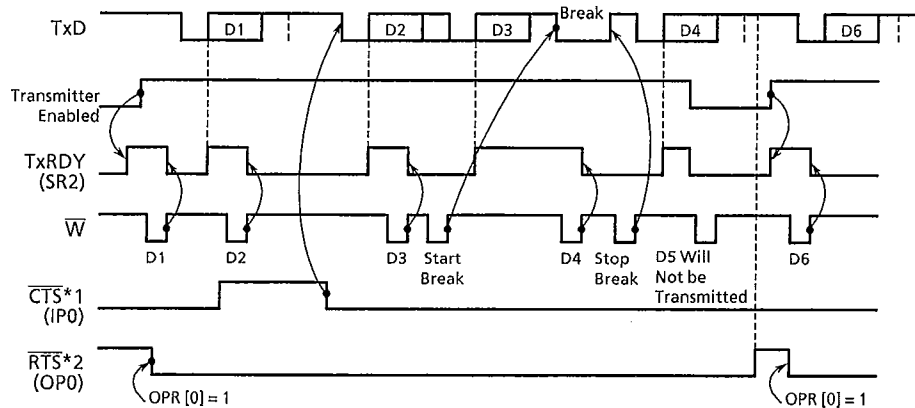 Break
TxD
D1
D2
D3
D4
D6
Transmitter
Enabled
TxRDY
(SR2)
W
D1
D2
D3
Start
Break
D4
Stop
Break
D5 Will
Not be
Transmitted
D6
CTS*1
(IP0)
RTS*2
(OP0)
OPR [0] = 1
OPR [0] = 1